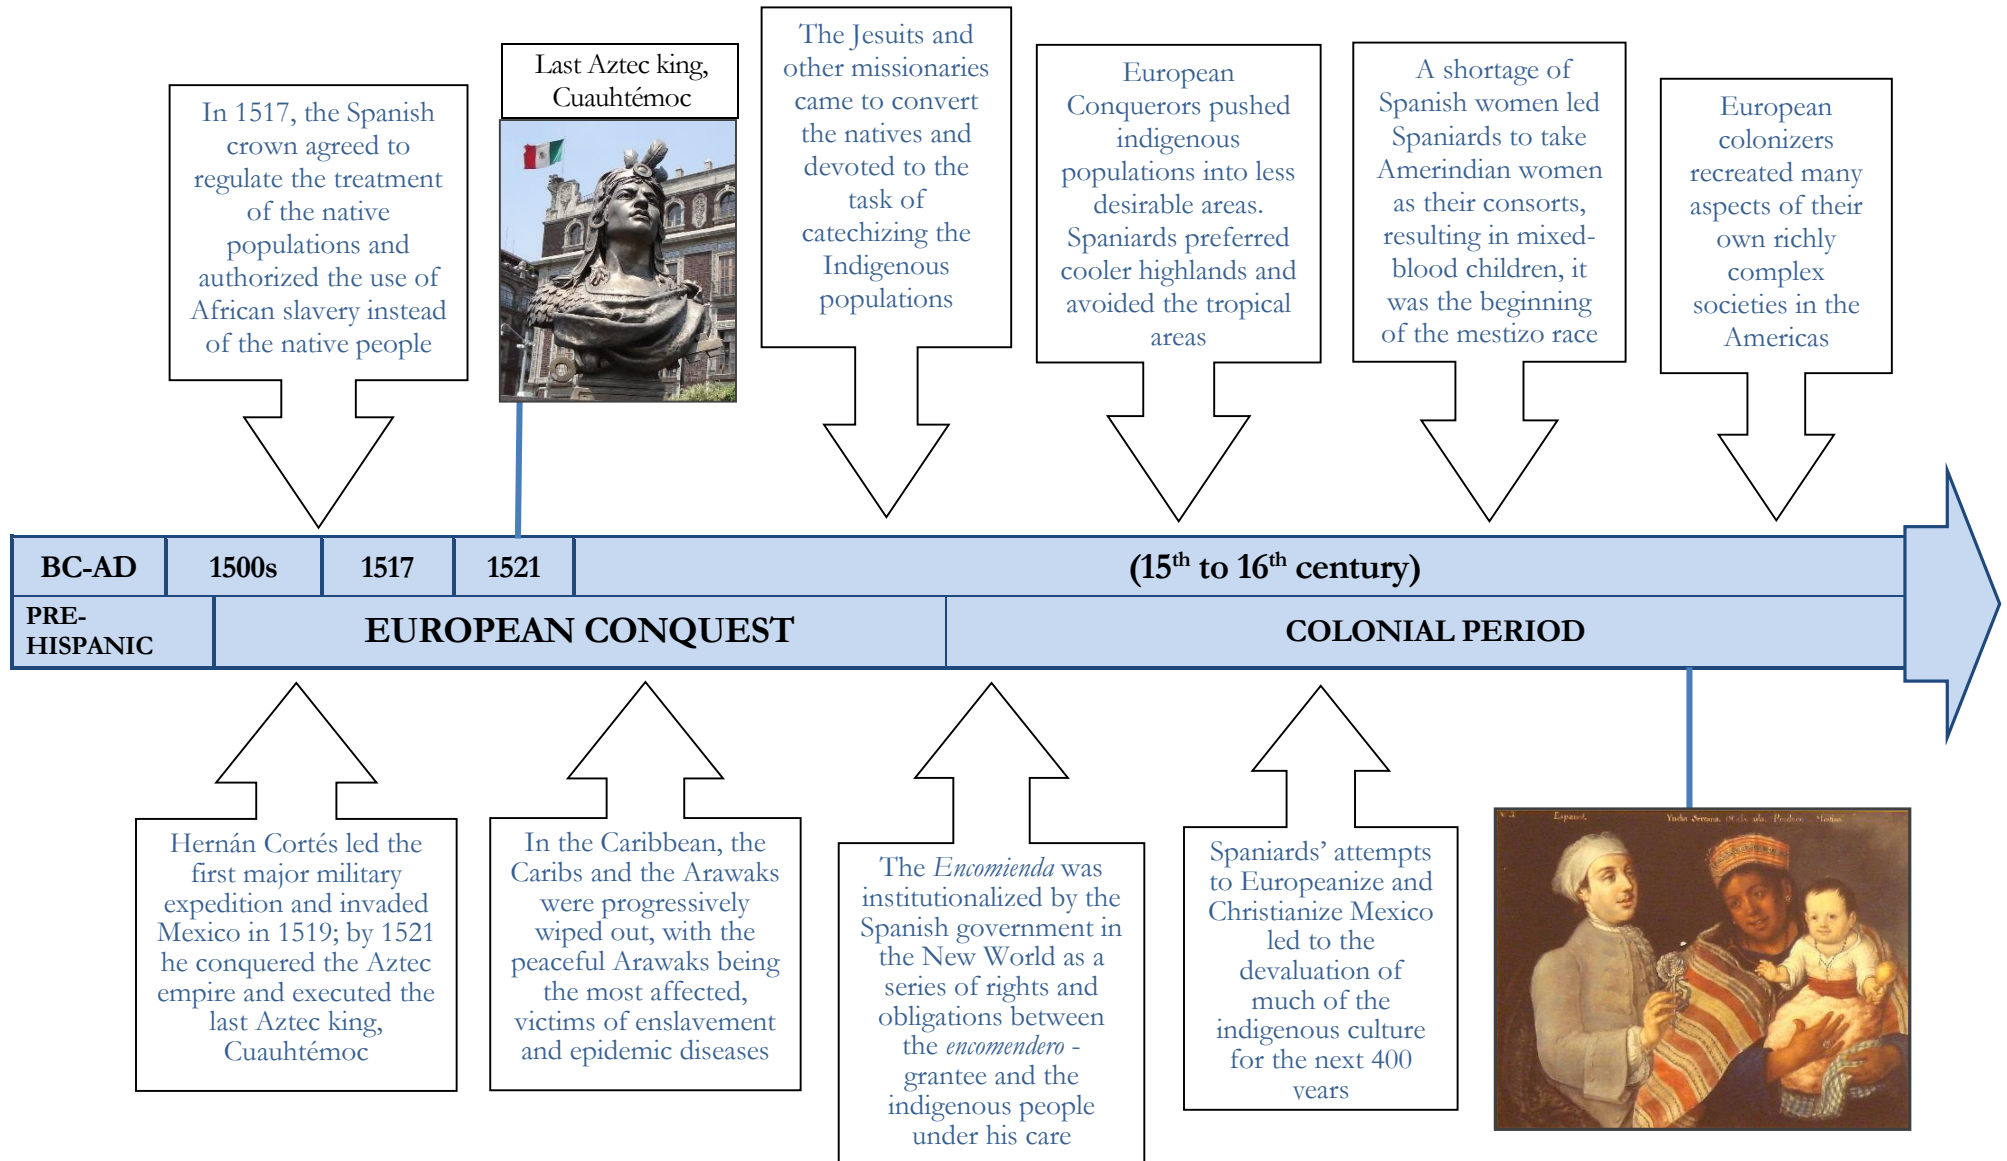 In 1517, the Spanish
crown agreed to
regulate the treatment
of the native
populations and
authorized the use of
African slavery instead
of the native people
Last Aztec king,
Cuauhtémoc
The Jesuits and
other missionaries
came to convert
the natives and
devoted to the
task of
catechizing the
Indigenous
populations
European
Conquerors pushed
indigenous
populations into less
desirable areas.
Spaniards preferred
cooler highlands and
avoided the tropical
areas
A shortage of
Spanish women led
Spaniards to take
Amerindian women
as their consorts,
resulting in mixed-
blood children, it
was the beginning
of the mestizo race
European
colonizers
recreated many
aspects of their
own richly
complex
societies in the
Americas
BC-AD
1500s
1517
1521
(15th to 16th century)
PRE-
HISPANIC
EUROPEAN CONQUEST
COLONIAL PERIOD
Hernán Cortés led the
first major military
expedition and invaded
Mexico in 1519; by 1521
he conquered the Aztec
empire and executed the
last Aztec king,
Cuauhtémoc
In the Caribbean, the
Caribs and the Arawaks
were progressively
wiped out, with the
peaceful Arawaks being
the most affected,
victims of enslavement
and epidemic diseases
The Encomienda was
institutionalized by the
Spanish government in
the New World as a
series of rights and
obligations between
the encomendero -
grantee and the
indigenous people
under his care
Spaniards’ attempts
to Europeanize and
Christianize Mexico
led to the
devaluation of
much of the
indigenous culture
for the next 400
years
Espanol.